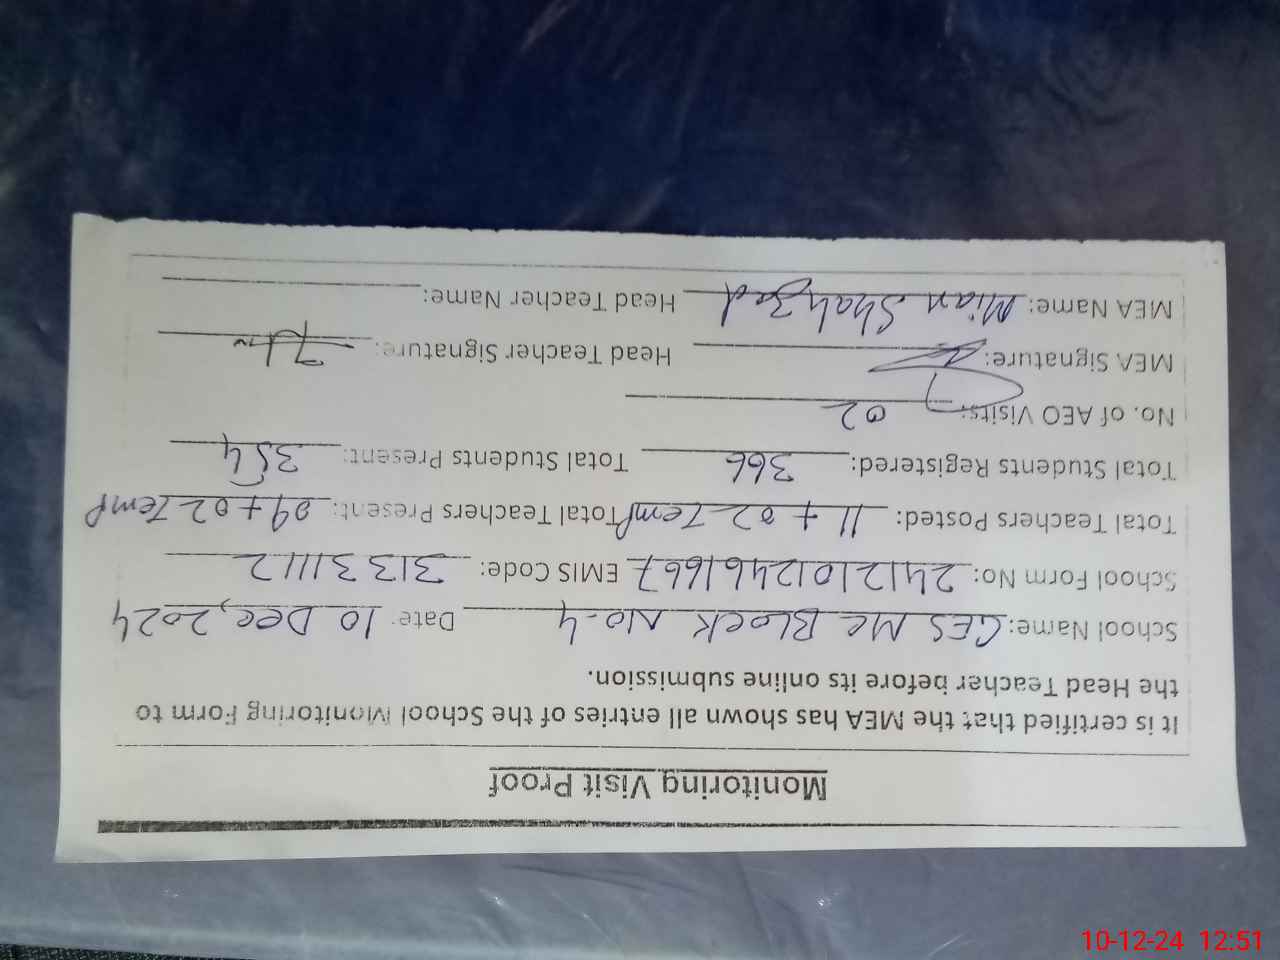 Monitoring Visit Proof
It is certified that the MEA has shown all entries of the School Monitoring Form to
the Head Teacher before its online submission.
School Name: GES MC BLOCK NO-4 Date: 10 Dec, 2024
School Form No: 241210124616667 EMIS Code: 31331112
Total Teachers Posted: 11 + 02 Temp Total Teachers Present: 09 + 02 Temp
Total Students Registered: 366 Total Students Present: 354
No. of AEO Visits: 02
MEA Signature: Head Teacher Signature:
MEA Name: Mian Shahzad Head Teacher Name:
10-12-24 12:51